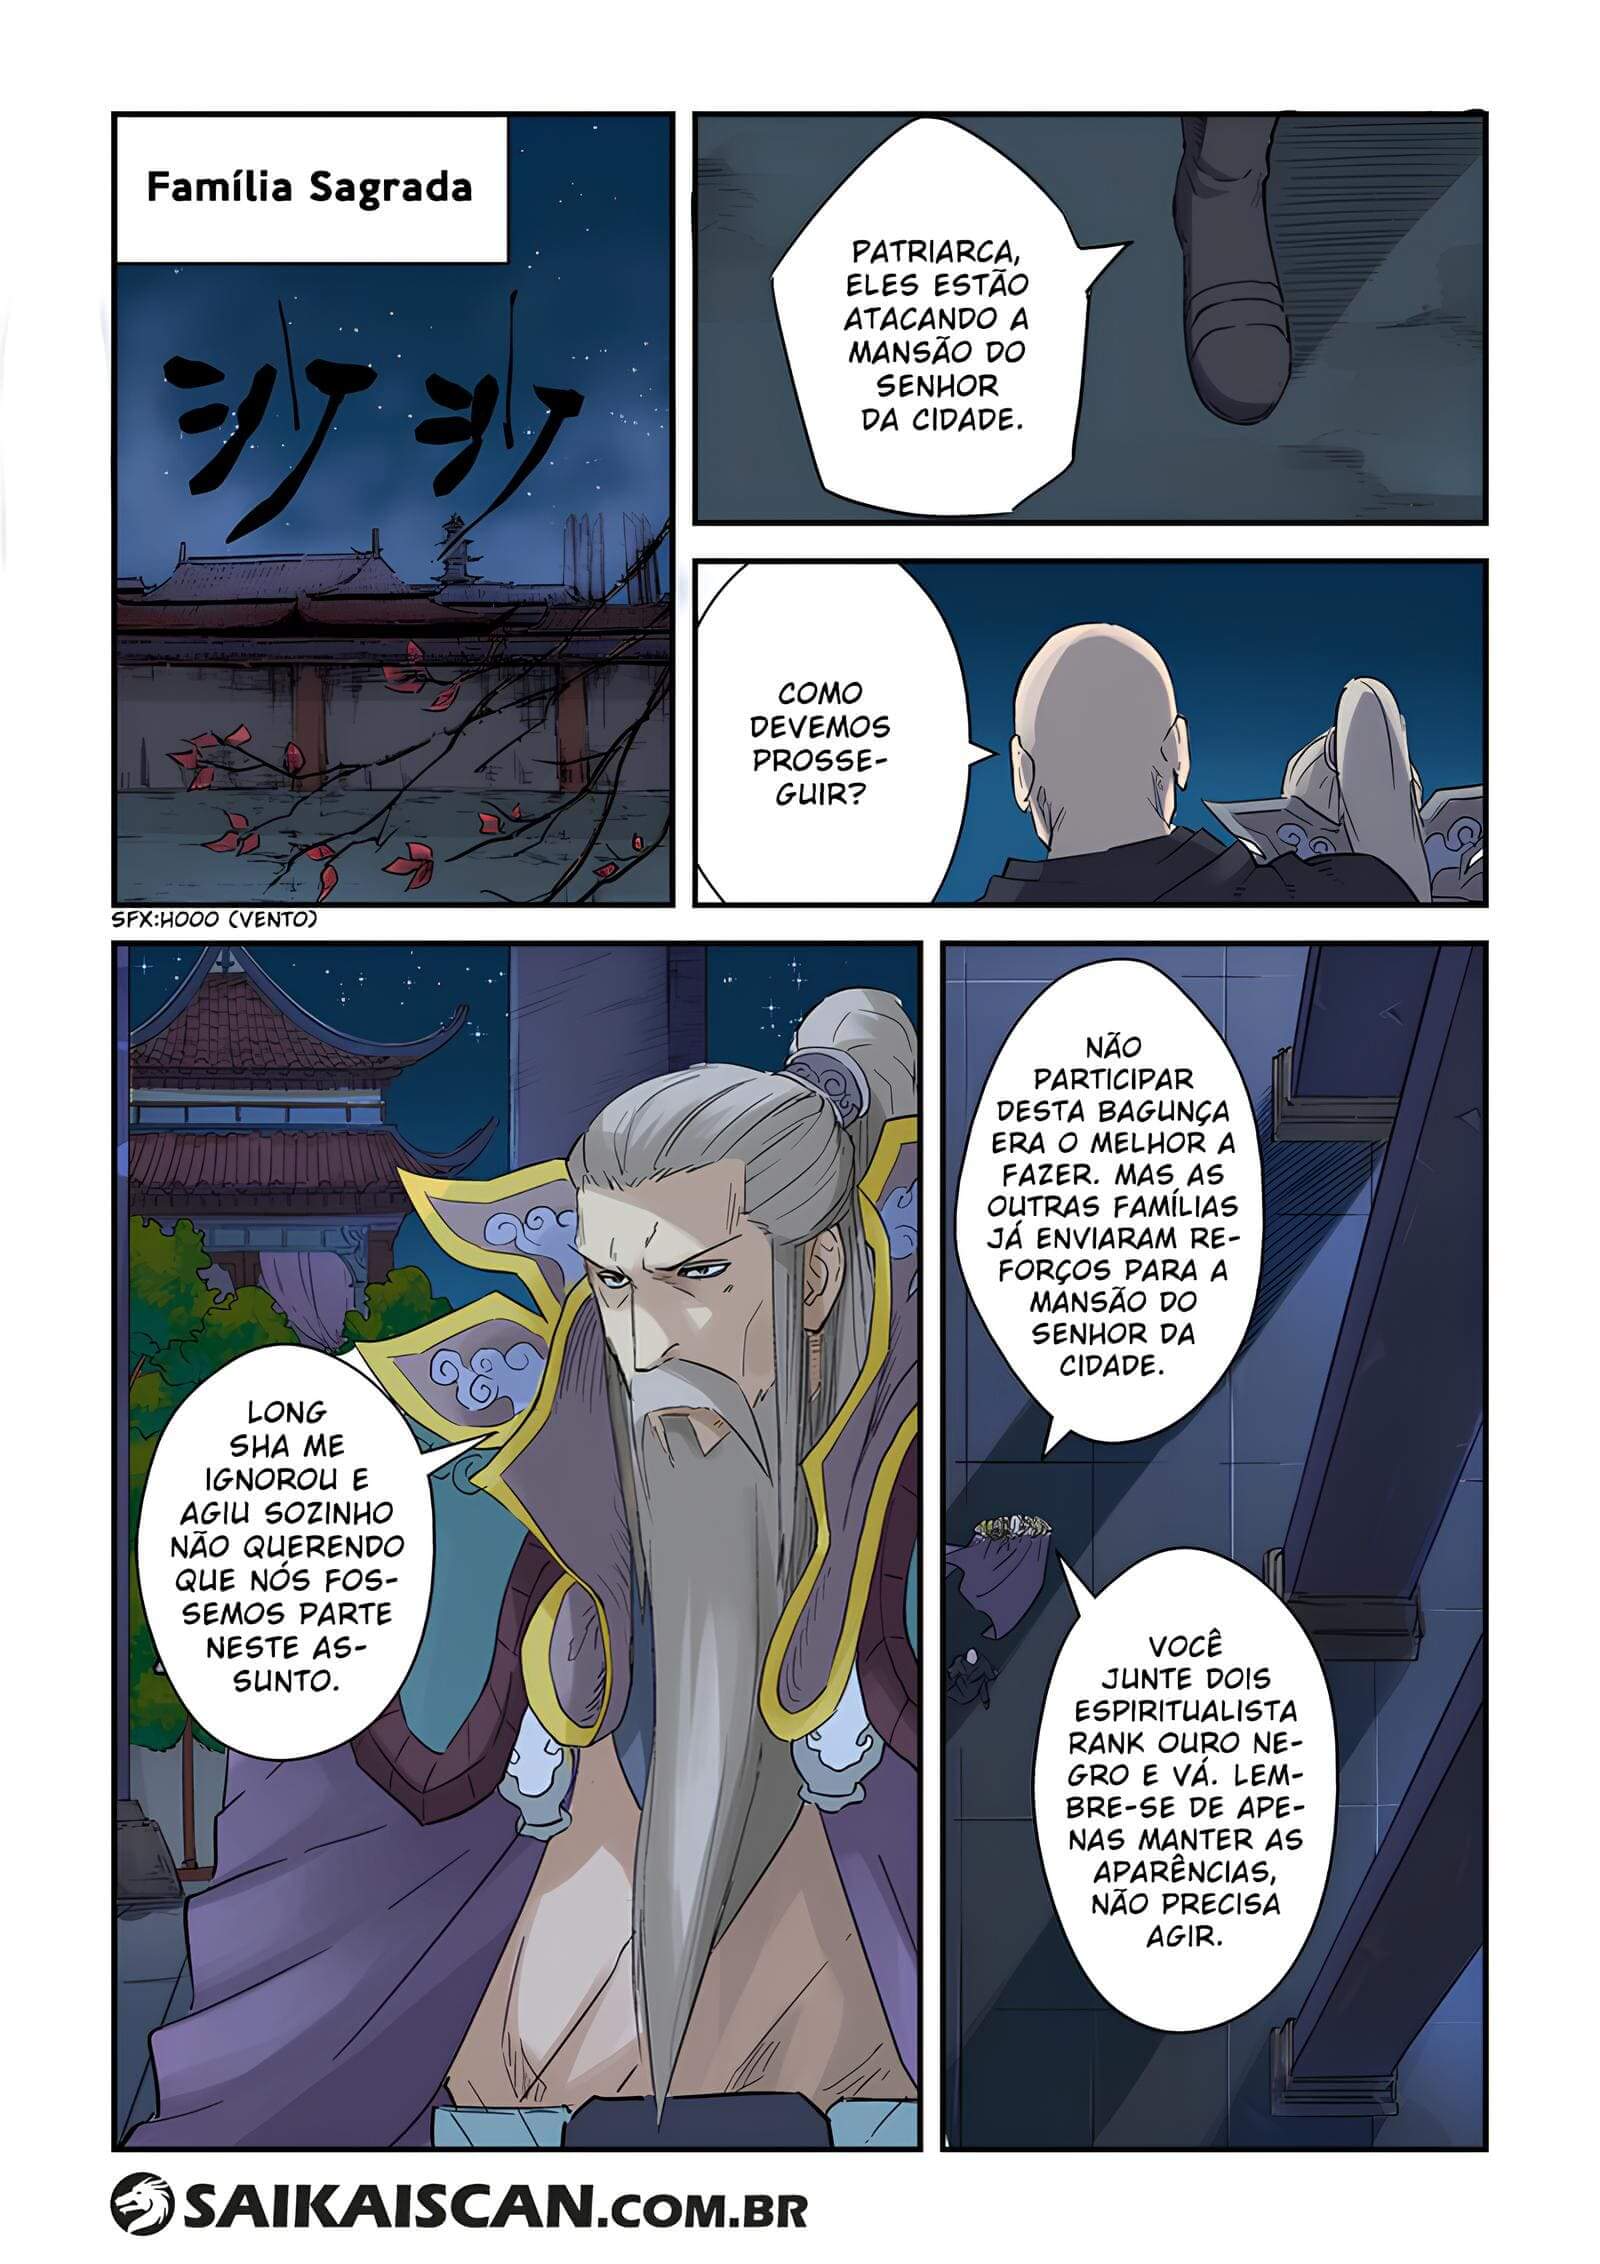 Família Sagrada
沙沙
SFX:HOOO (VENTO)
PATRIARCA,
ELES ESTÃO
ATACANDO A
MANSÃO DO
SENHOR
DA CIDADE.
COMO
DEVEMOS
PROSSE-
GUIR?
LONG
SHA ME
IGNOROU E
AGIU SOZINHO
NÃO QUERENDO
QUE NÓS FOS-
SEMOS PARTE
NESTE AS-
SUNTO.
NÃO
PARTICIPAR
DESTA BAGUNÇA
ERA O MELHOR A
FAZER. MAS AS
OUTRAS FAMÍLIAS
JÁ ENVIARAM RE-
FORÇOS PARA A
MANSÃO DO
SENHOR DA
CIDADE.
VOCÊ
JUNTE DOIS
ESPIRITUALISTA
RANK OURO NE-
GRO E VÁ. LEM-
BRE-SE DE APE-
NAS MANTER AS
APARÊNCIAS,
NÃO PRECISA
AGIR.
SAIKAISCAN.COM.BR